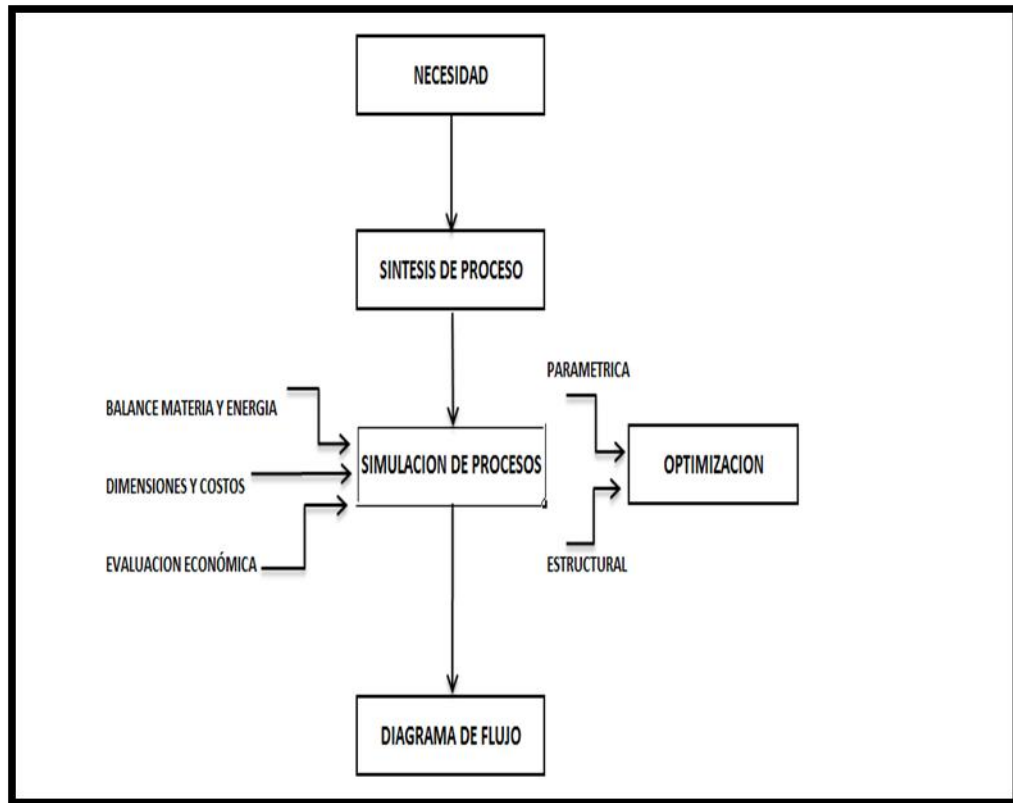 NECESIDAD
SINTESIS DE PROCESO
PARAMETRICA
BALANCE MATERIA Y ENERGIA
SIMULACION DE PROCESOS
OPTIMIZACION
DIMENSIONES Y COSTOS
EVALUACION ECONÓMICA
ESTRUCTURAL
DIAGRAMA DE FLUJO